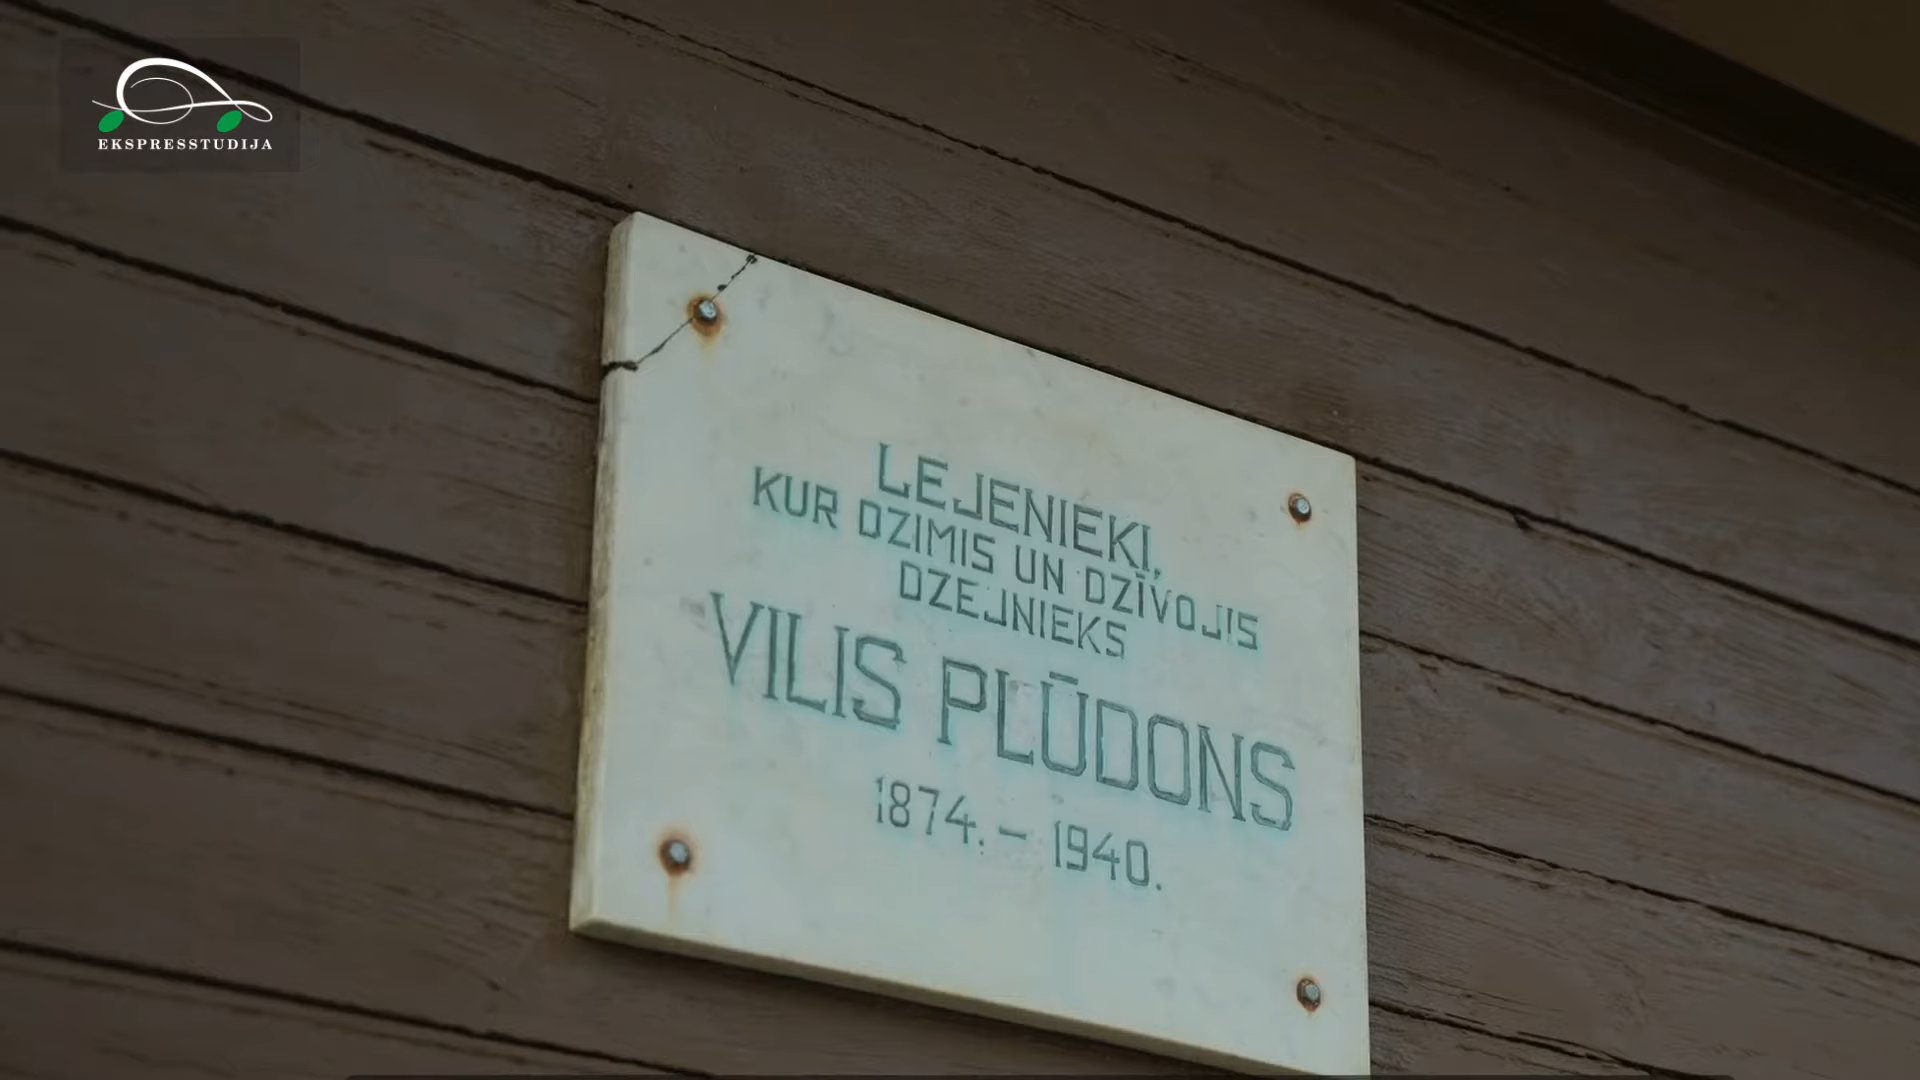 EKSPRESSTUDIJA
LEJENIEKI,
KUR DZIMIS UN DZĪVOJIS
DZEJNIEKS
VILIS PLŪDONS
1874. – 1940.